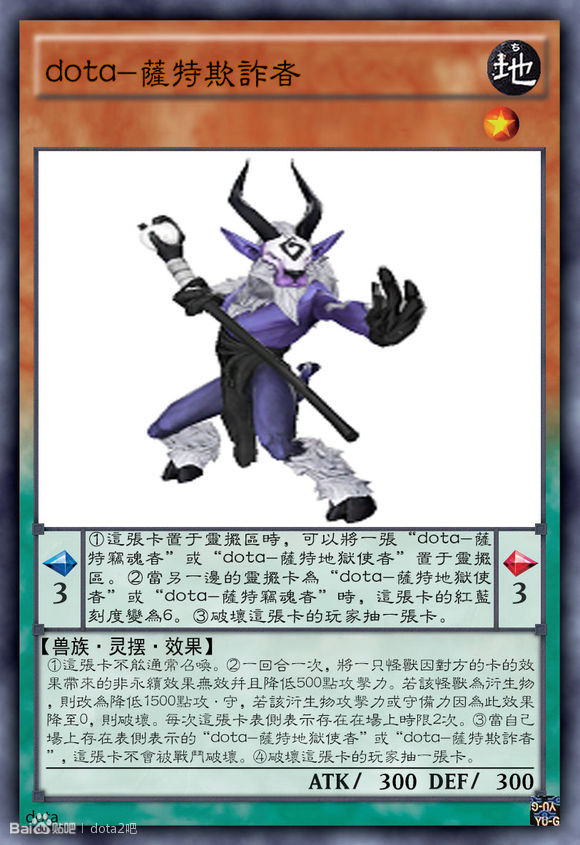 dota-薩特欺詐者
地
ち
①這張卡置于靈擺區時，可以將一張“dota-薩
特竊魂者”或“dota-薩特地獄使者”置于靈擺
區。②當另一邊的靈擺卡為“dota-薩特地獄使
者”或“dota-薩特竊魂者”時，這張卡的紅藍
刻度變為6。③破壞這張卡的玩家抽一張卡。
3
3
【兽族·灵摆·效果】
①這張卡不能通常召喚。②一回合一次，將一只怪獸因對方的卡的效
果帶來的非永續效果無效并且降低500點攻擊力。若該怪獸為衍生物
，則改為降低1500點攻·守，若該衍生物攻擊力或守備力因為此效果
降至0，則破壞。每次這張卡表側表示存在在場上時限2次。③當自己
場上存在表側表示的“dota-薩特地獄使者”或“dota-薩特欺詐者
”，這張卡不會被戰鬥破壞。④破壞這張卡的玩家抽一張卡。
ATK/ 300 DEF/ 300
dota
Bai 贴吧 | dota2吧
YU-G